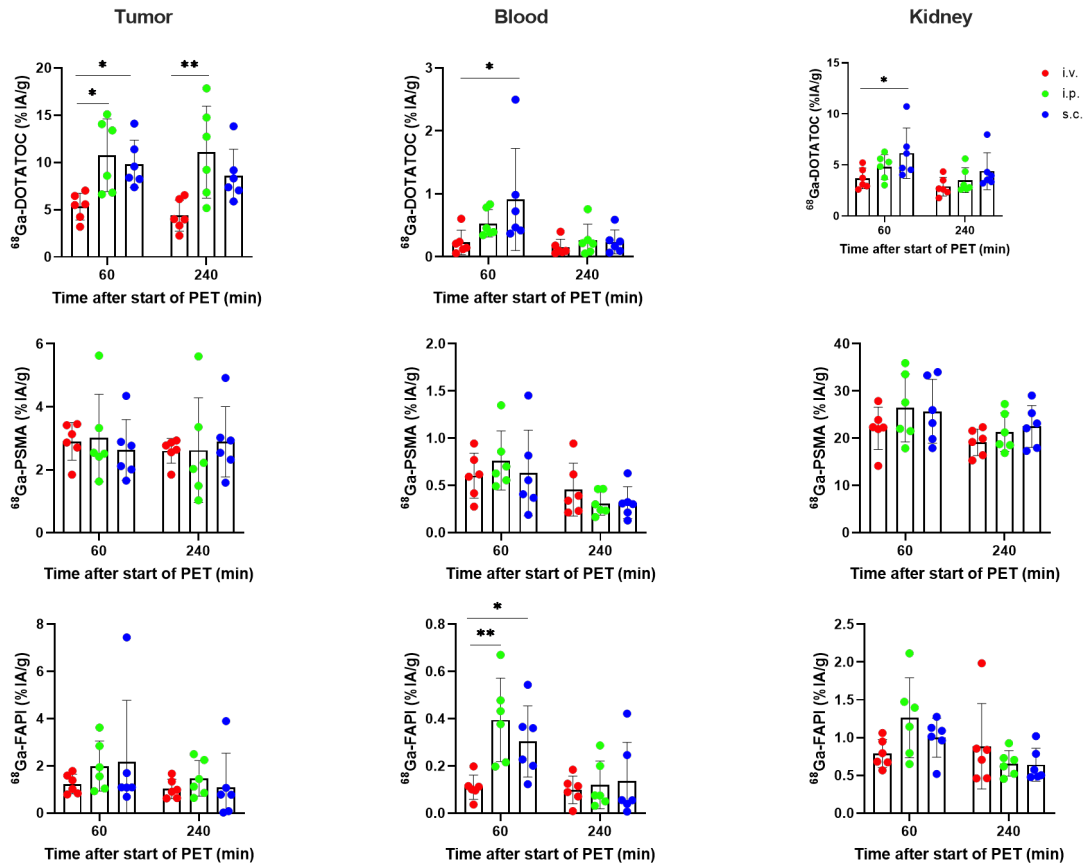 Tumor
Blood
Kidney
⁶⁸Ga-DOTATOC (%IA/g)
20
15
10
5
0
*
*
**
60
240
Time after start of PET (min)
⁶⁸Ga-DOTATOC (%IA/g)
3
2
1
0
*
60
240
Time after start of PET (min)
⁶⁸Ga-DOTATOC (%IA/g)
15
10
5
0
*
60
240
Time after start of PET (min)
i.v.
i.p.
s.c.
⁶⁸Ga-PSMA (%IA/g)
6
4
2
0
60
240
Time after start of PET (min)
⁶⁸Ga-PSMA (%IA/g)
2.0
1.5
1.0
0.5
0.0
60
240
Time after start of PET (min)
⁶⁸Ga-PSMA (%IA/g)
40
30
20
10
0
60
240
Time after start of PET (min)
⁶⁸Ga-FAPI (%IA/g)
8
6
4
2
0
60
240
Time after start of PET (min)
⁶⁸Ga-FAPI (%IA/g)
0.8
0.6
0.4
0.2
0.0
*
**
60
240
Time after start of PET (min)
⁶⁸Ga-FAPI (%IA/g)
2.5
2.0
1.5
1.0
0.5
0.0
60
240
Time after start of PET (min)